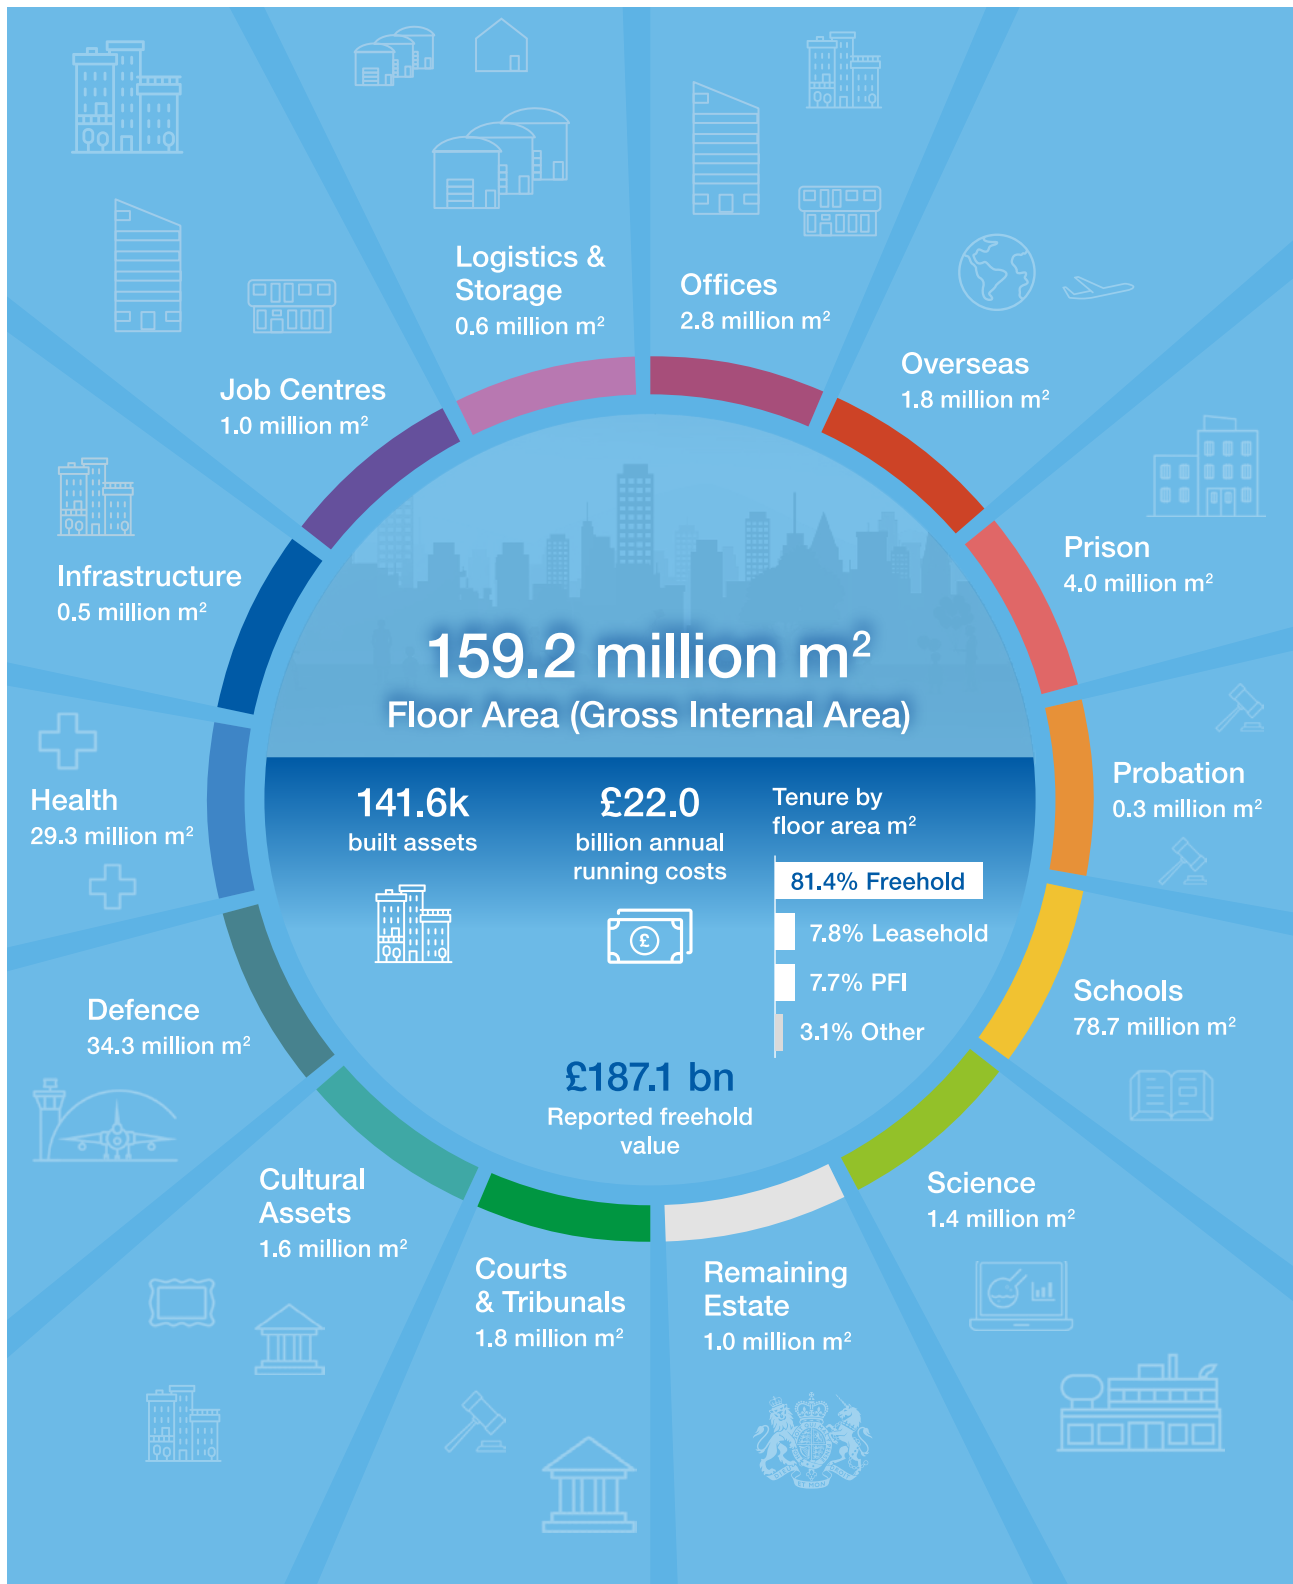 Logistics &
Storage
0.6 million m²
Offices
2.8 million m²
Overseas
1.8 million m²
Job Centres
1.0 million m²
Prison
4.0 million m²
Infrastructure
0.5 million m²
159.2 million m²
Floor Area (Gross Internal Area)
Probation
0.3 million m²
Health
29.3 million m²
141.6k
built assets
£22.0
billion annual
running costs
£
Tenure by
floor area m²
81.4% Freehold
7.8% Leasehold
7.7% PFI
3.1% Other
Schools
78.7 million m²
Defence
34.3 million m²
£187.1 bn
Reported freehold
value
Cultural
Assets
1.6 million m²
Science
1.4 million m²
Courts
& Tribunals
1.8 million m²
Remaining
Estate
1.0 million m²